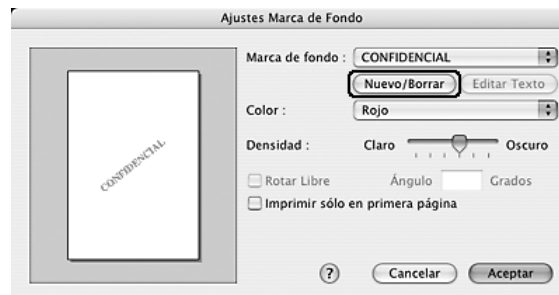 Ajustes Marca de Fondo
Marca de fondo : CONFIDENCIAL
Nuevo/Borrar Editar Texto
Color : Rojo
Densidad : Claro Oscuro
Rotar Libre Ángulo Grados
Imprimir sólo en primera página
CONFIDENCIAL
? Cancelar Aceptar